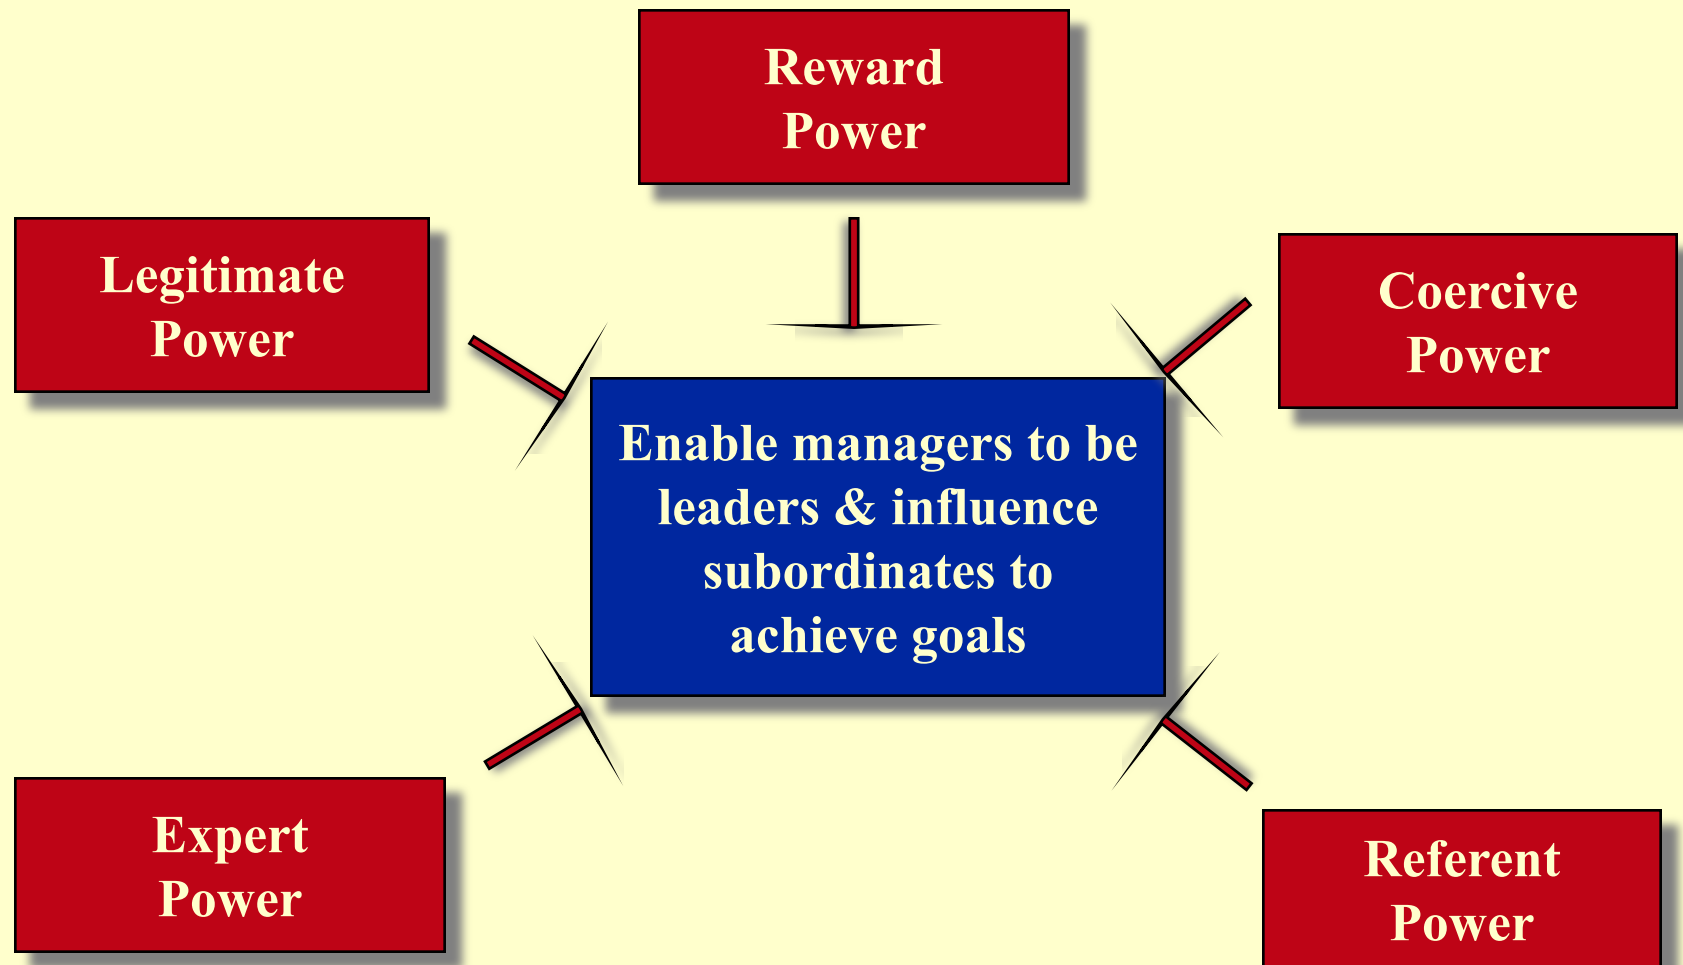 Reward
Power
Legitimate
Power
Coercive
Power
Enable managers to be
leaders & influence
subordinates to
achieve goals
Expert
Power
Referent
Power